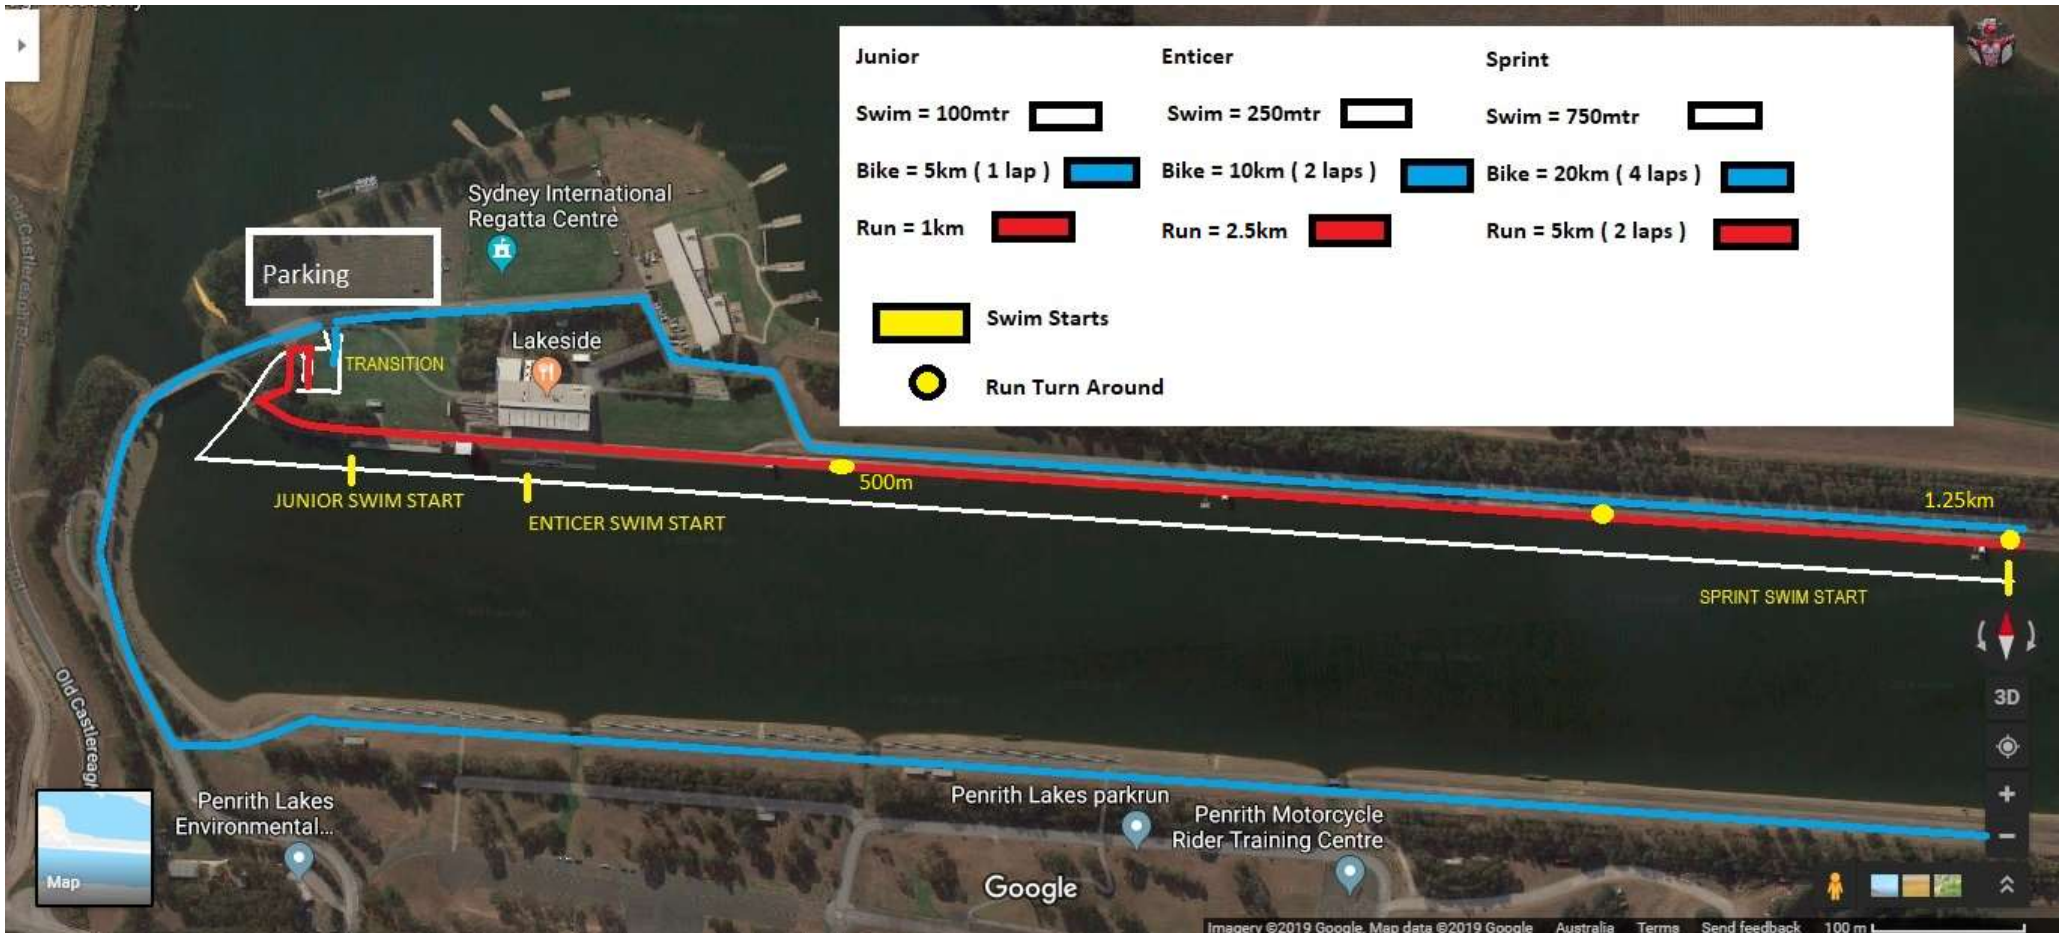 Junior
Enticer
Sprint
Swim = 100mtr
Swim = 250mtr
Swim = 750mtr
Bike = 5km ( 1 lap )
Bike = 10km ( 2 laps )
Bike = 20km ( 4 laps )
Run = 1km
Run = 2.5km
Run = 5km ( 2 laps )
Swim Starts
Run Turn Around
Sydney International
Regatta Centre
Parking
Lakeside
TRANSITION
500m
1.25km
JUNIOR SWIM START
ENTICER SWIM START
SPRINT SWIM START
3D
Old Castlereagh
Penrith Lakes
Environmental...
Penrith Lakes parkrun
Penrith Motorcycle
Rider Training Centre
Map
Google
Imagery ©2019 Google, Map data ©2019 Google Australia Terms Send feedback 100 m